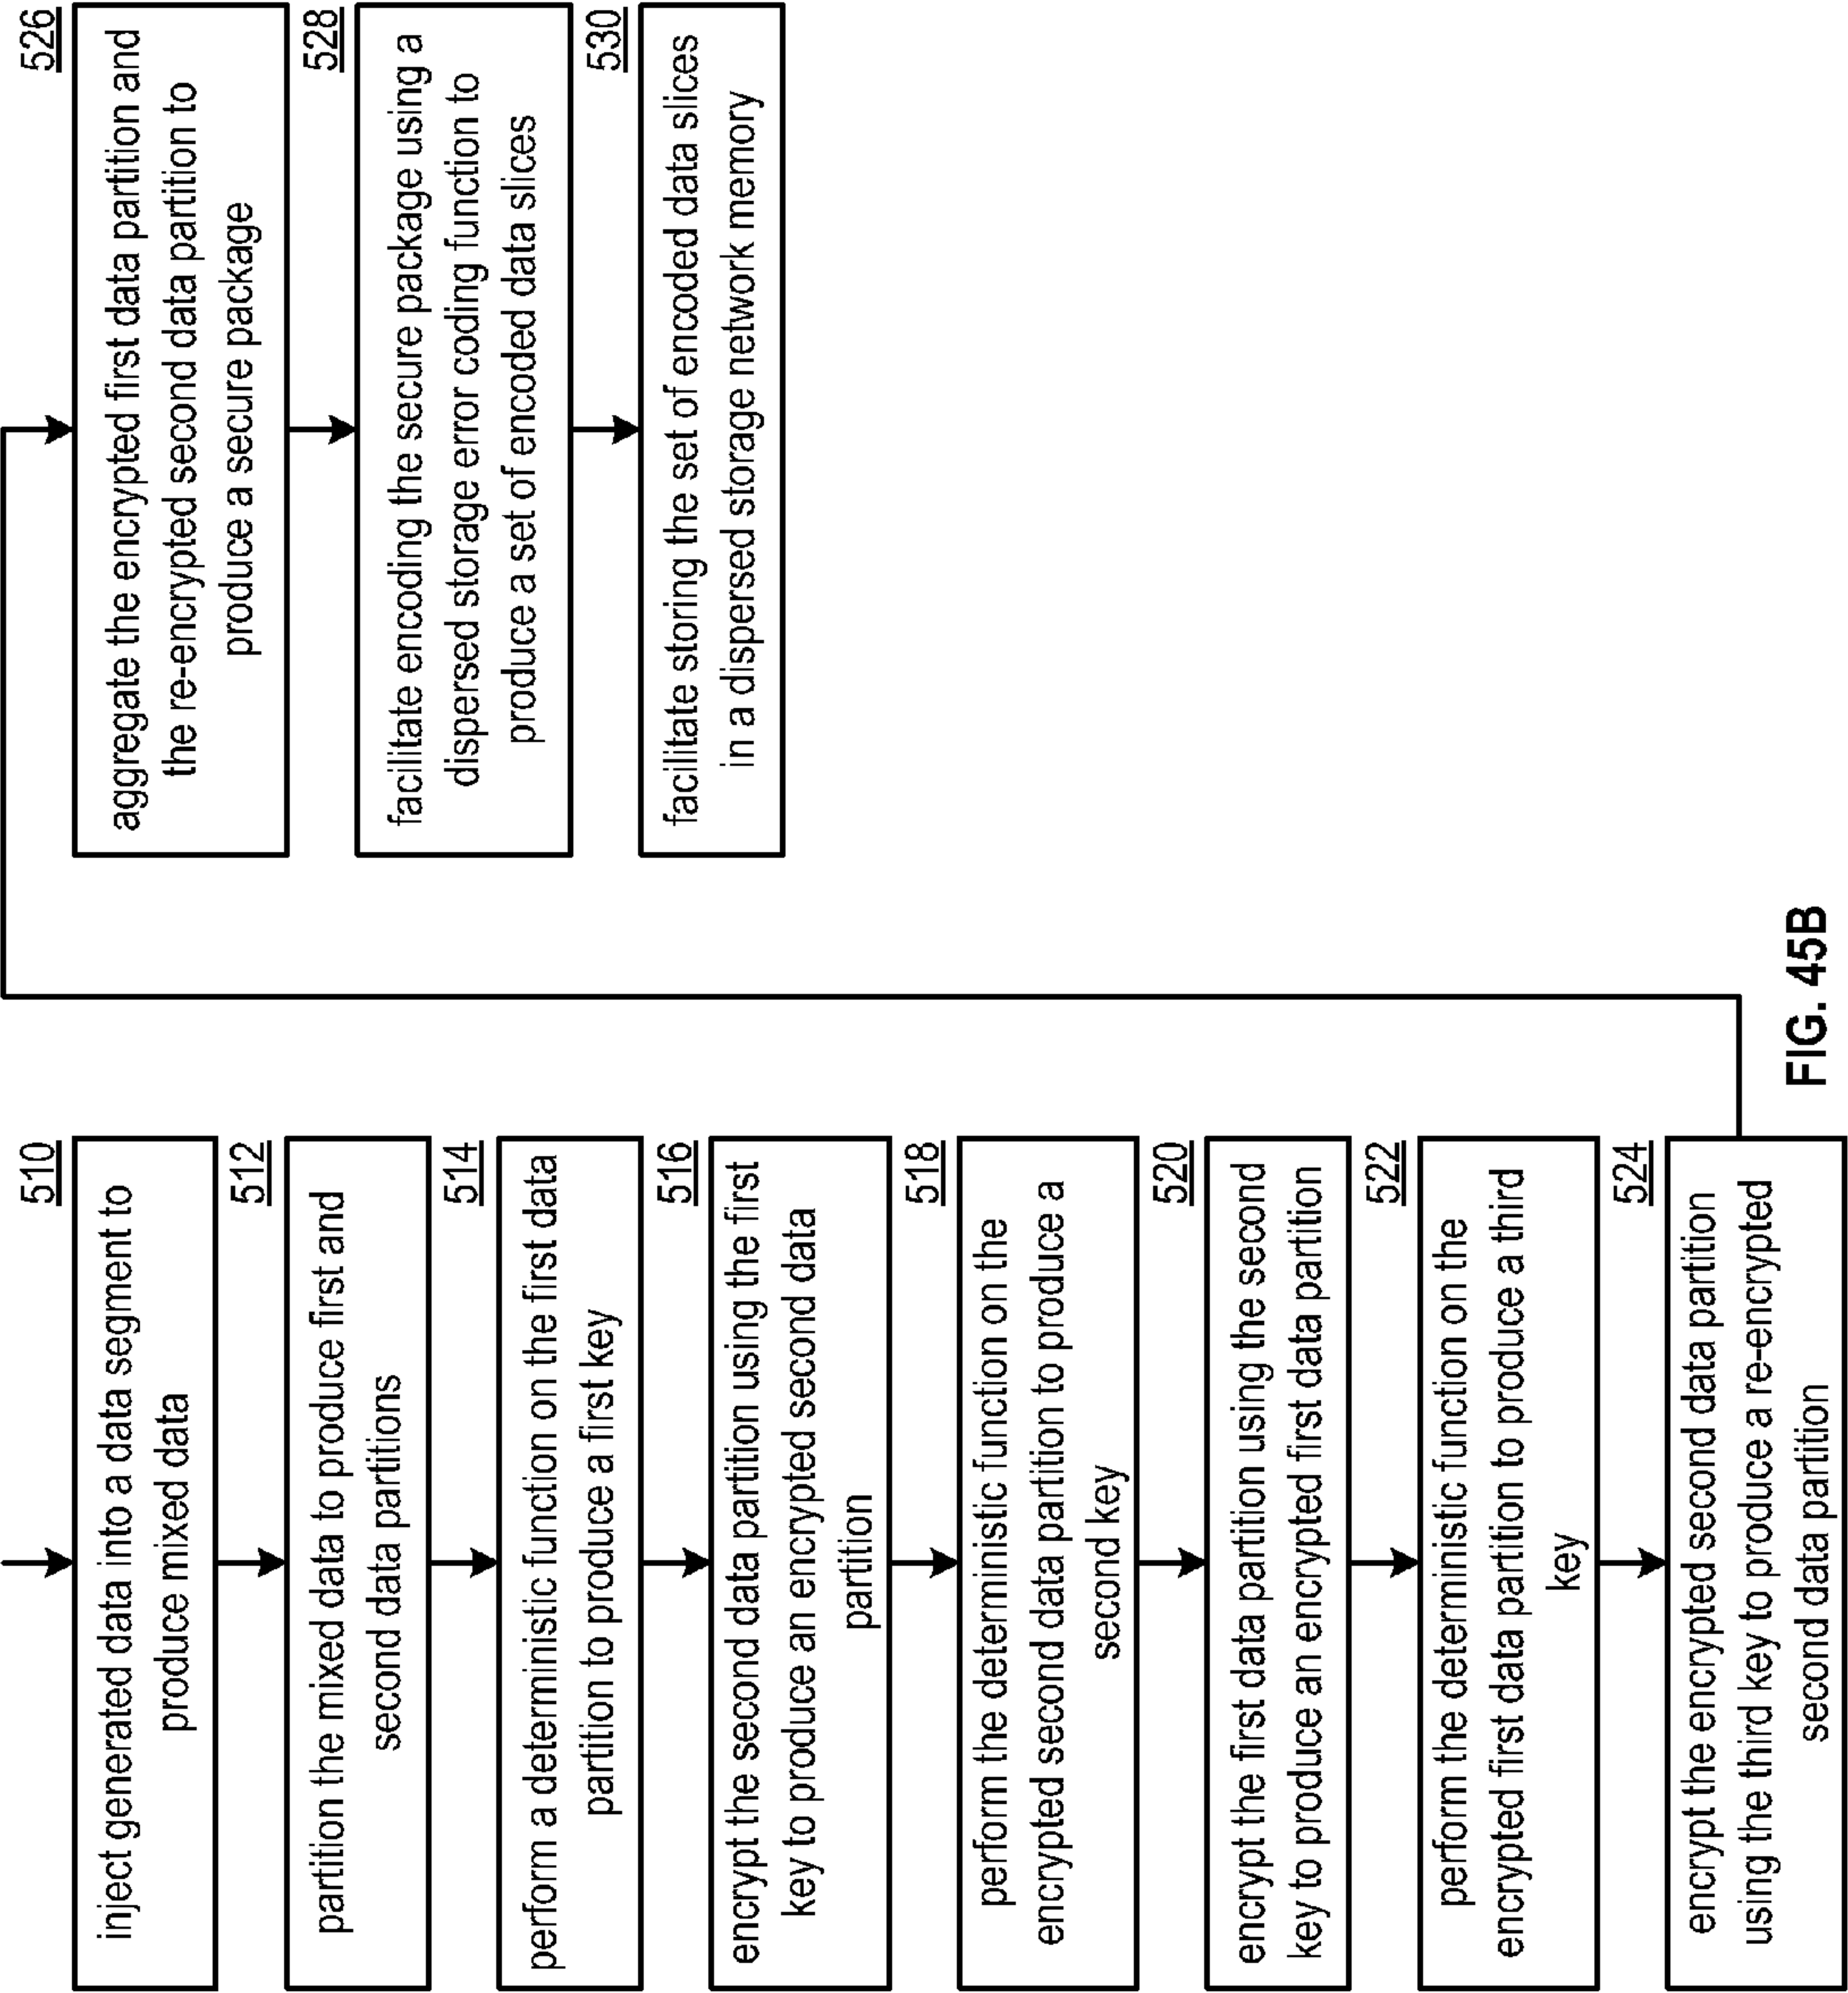 510
inject generated data into a data segment to
produce mixed data
512
partition the mixed data to produce first and
second data partitions
514
perform a deterministic function on the first data
partition to produce a first key
516
encrypt the second data partition using the first
key to produce an encrypted second data
partition
518
perform the deterministic function on the
encrypted second data partition to produce a
second key
520
encrypt the first data partition using the second
key to produce an encrypted first data partition
522
perform the deterministic function on the
encrypted first data partition to produce a third
key
524
encrypt the encrypted second data partition
using the third key to produce a re-encrypted
second data partition
526
aggregate the encrypted first data partition and
the re-encrypted second data partition to
produce a secure package
528
facilitate encoding the secure package using a
dispersed storage error coding function to
produce a set of encoded data slices
530
facilitate storing the set of encoded data slices
in a dispersed storage network memory
FIG. 45B